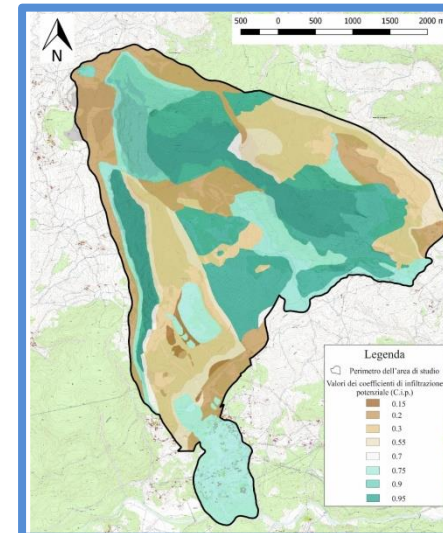 500 0 500 1000 1500 2000 m
N
Legenda
Perimetro dell'area di studio
Valori dei coefficienti di infiltrazione
potenziale (C.i.p.)
0.15
0.2
0.3
0.55
0.7
0.75
0.9
0.95